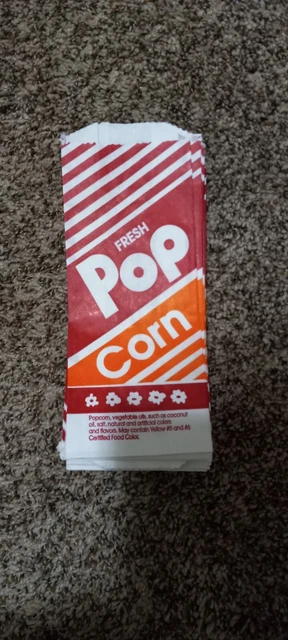 FRESH
Pop
Corn
Popcorn, vegetable oils, such as coconut
oil, salt, natural and artificial colors
and flavors. May contain Yellow #5 and #6
Certified Food Color.